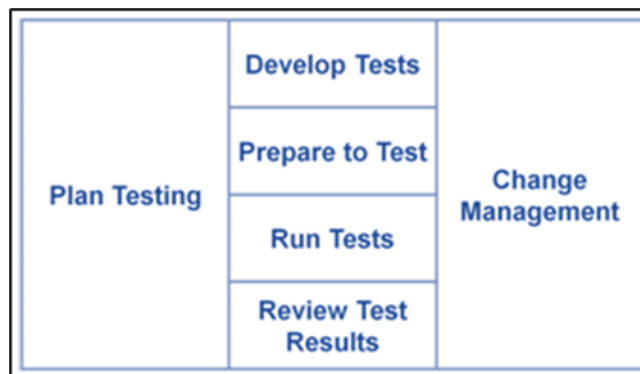 Plan Testing
Develop Tests
Prepare to Test
Run Tests
Review Test
Results
Change
Management